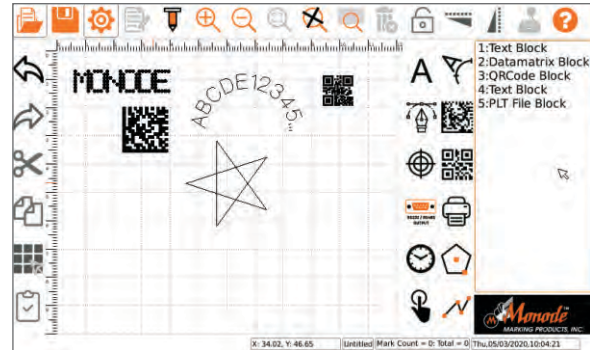 1:Text Block
2:Datamatrix Block
3:QRCode Block
4:Text Block
5:PLT File Block
MONODE
ABCDE12345...
Monode™
MARKING PRODUCTS, INC.
X: 34.02, Y: 46.65
Untitled
Mark Count = 0: Total = 0
Thu,05/03/2020,10:04:21